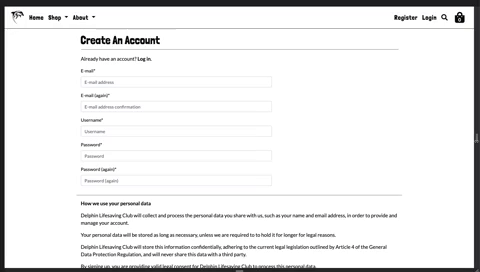 Home Shop About Register Login 0
Create An Account
Already have an account? Log in.
E-mail*
E-mail address
E-mail (again)*
E-mail address confirmation
Username*
Username
Password*
Password
Password (again)*
Password (again)
How we use your personal data
Delphin Lifesaving Club will collect and process the personal data you share with us, such as your name and email address, in order to provide and
manage your account.
Your personal data will be stored as long as necessary, unless we are required to to hold it for longer for legal reasons.
Delphin Lifesaving Club will store this information confidentially, adhering to the current legal legislation outlined by Article 4 of the General
Data Protection Regulation, and will never share this data with a third party.
By signing up, you are providing valid legal consent for Delphin Lifesaving Club to process this personal data.